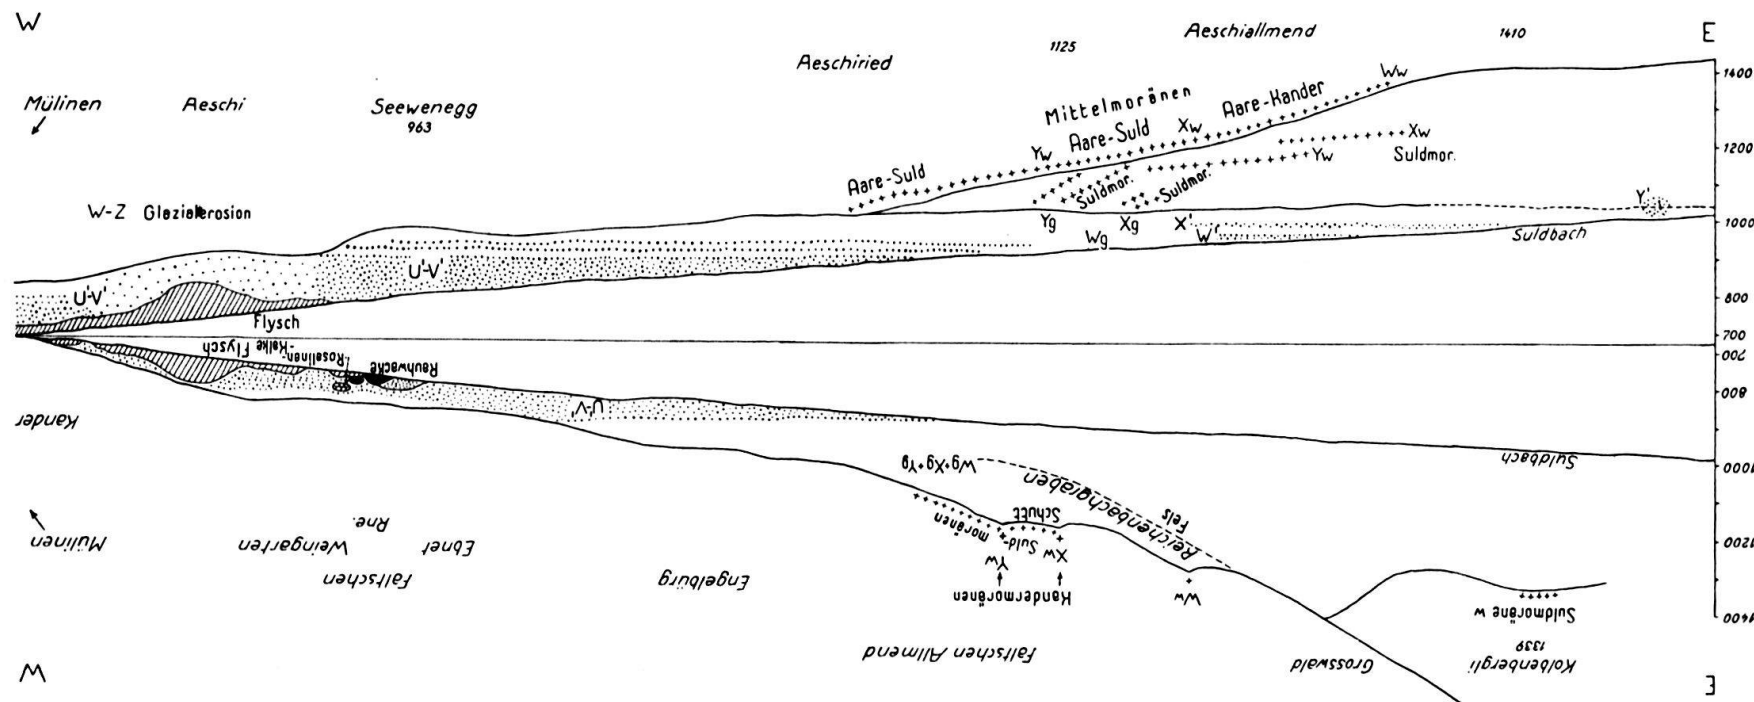 W
E
Aeschiallmend
1125
1410
Aeschiried
Mülinen
Aeschi
Seewenegg
963
1400
Ww
Aare-Kander
Mittelmoränen
Aare-Suld
Xw
Yw
Xw
Yw
Suldmor.
1200
Aare-Suld
Suldmor.
Suldmor.
W-Z Glazialerosion
Y'
1000
Yg
Xg
X'
Wg
W'
Suldbach
U'-V'
U'-V'
800
Flysch
700
700
Flysch
Roselinen-Kalke
Rauhwacke
800
U'-V'
Kander
Suldbach
1000
Wg+Xg+Yg
Reichenbachgraben
Fels
Schutt
Suld-
moränen
Mülinen
Rne.
Weingarten
Ebnet
Faltschen
Engelbürg
1200
Yw
Xw
Ww
Kandermoränen
Suldmoräne w
1400
Faltschen Allmend
Grosswald
1339
Kolbenbergli
W
E